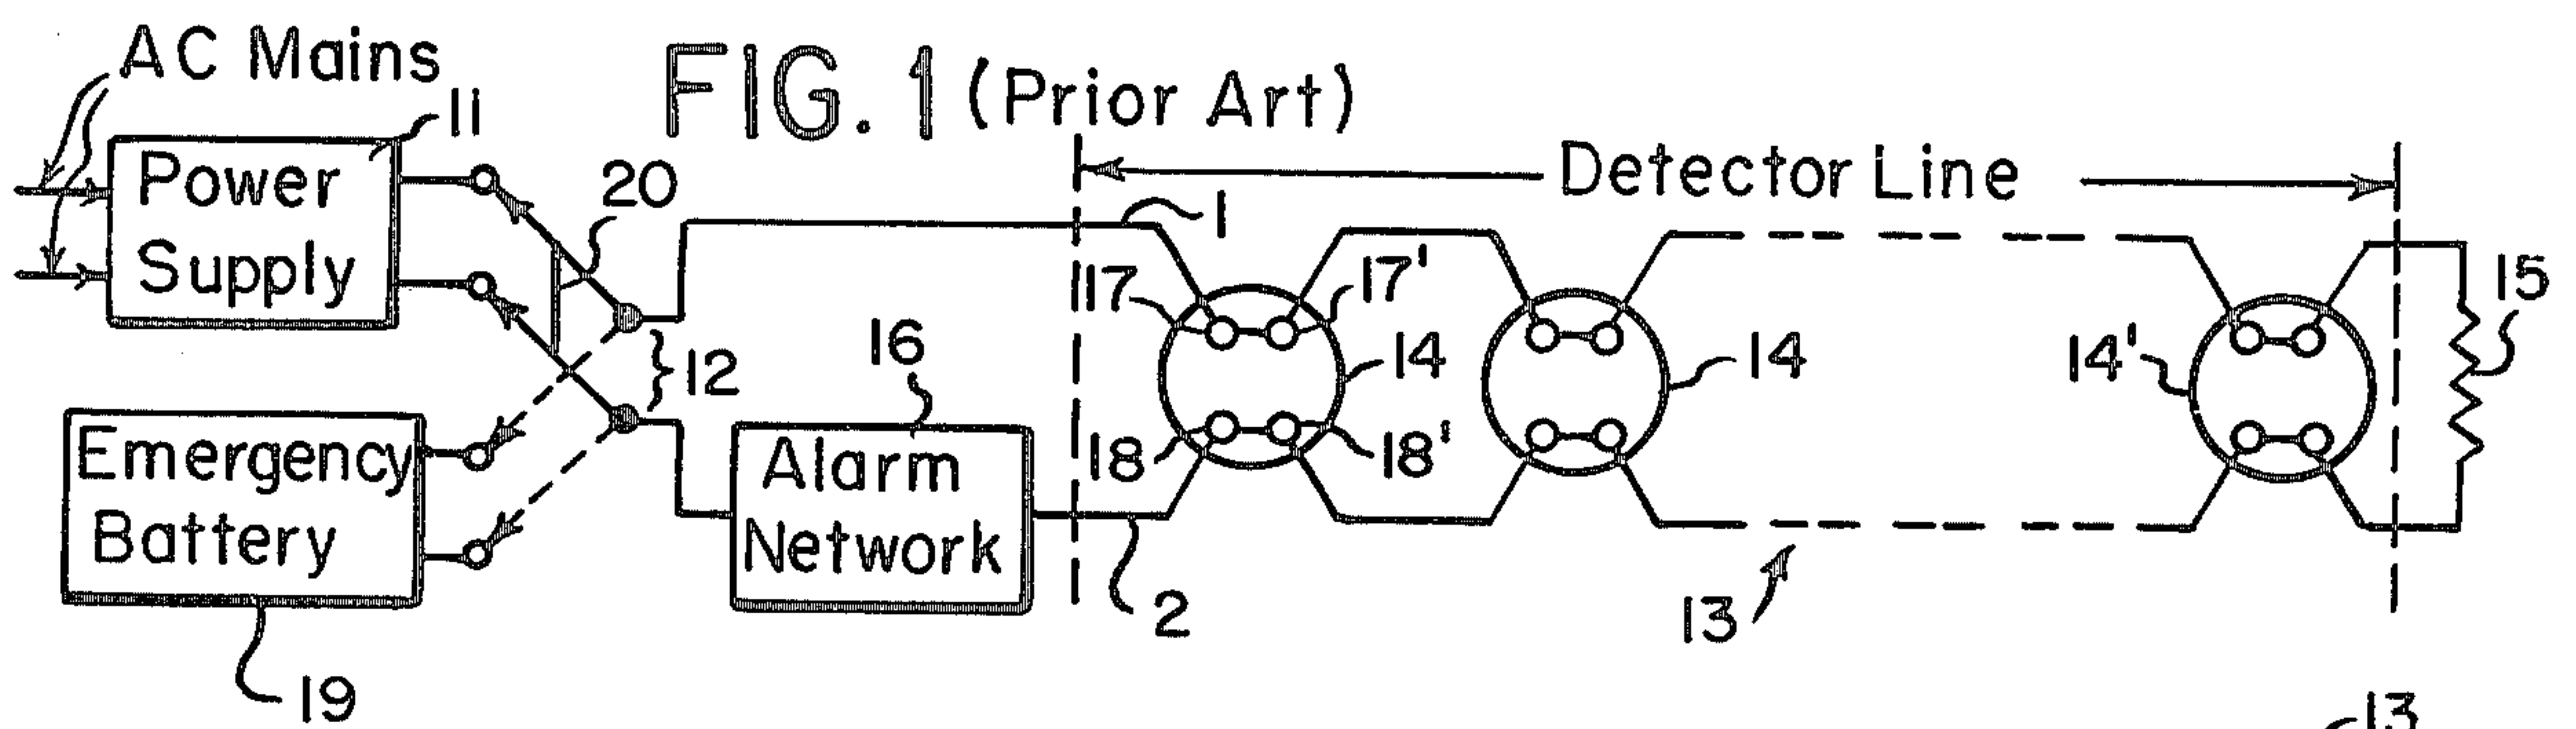 AC Mains
FIG. 1 (Prior Art)
11
Power
Supply
20
Detector Line
1
17
17'
15
16
12
14
14
14'
18
18'
Emergency
Battery
Alarm
Network
2
13
19
13